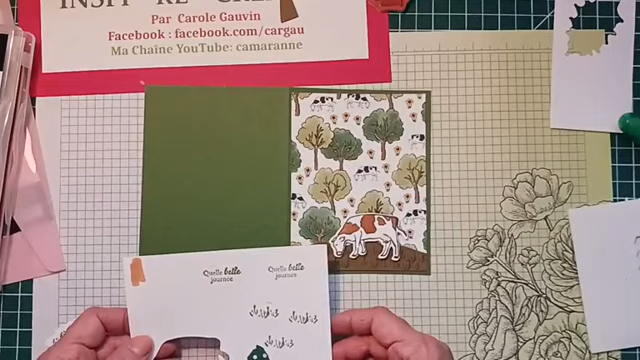 Par Carole Gauvin
Facebook : facebook.com/cargau
Ma Chaîne YouTube: camaranne
Quelle belle
journée
Quelle belle
journée